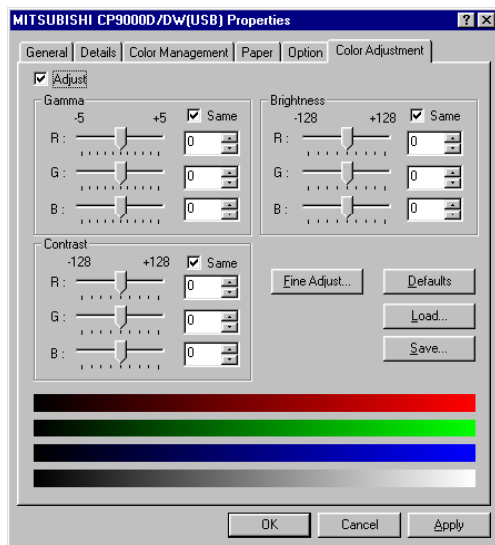 MITSUBISHI CP9000D/DW(USB) Properties
General Details Color Management Paper Option Color Adjustment
Adjust
Gamma
-5 +5 Same
R : 0
G : 0
B : 0
Brightness
-128 +128 Same
R : 0
G : 0
B : 0
Contrast
-128 +128 Same
R : 0
G : 0
B : 0
Fine Adjust...
Defaults
Load...
Save...
OK Cancel Apply